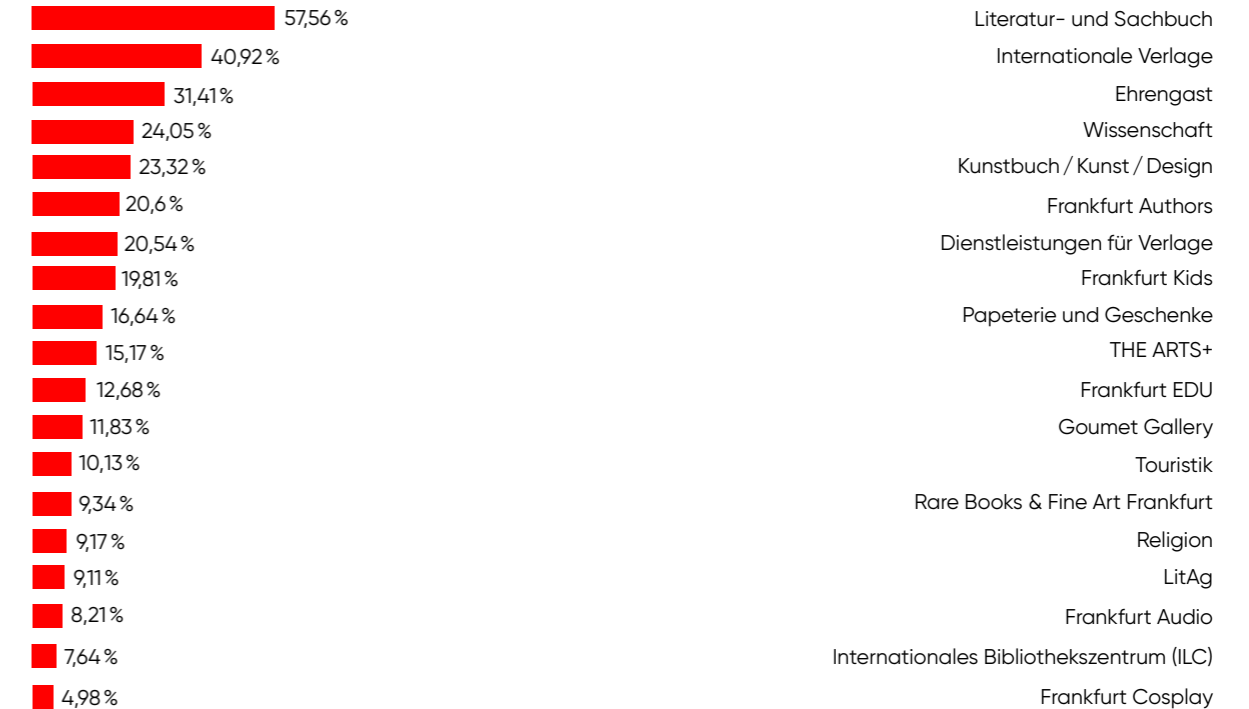 57,56 % Literatur- und Sachbuch
40,92 % Internationale Verlage
31,41 % Ehrengast
24,05 % Wissenschaft
23,32 % Kunstbuch / Kunst / Design
20,6 % Frankfurt Authors
20,54 % Dienstleistungen für Verlage
19,81 % Frankfurt Kids
16,64 % Papeterie und Geschenke
15,17 % THE ARTS+
12,68 % Frankfurt EDU
11,83 % Goumet Gallery
10,13 % Touristik
9,34 % Rare Books & Fine Art Frankfurt
9,17 % Religion
9,11 % LitAg
8,21 % Frankfurt Audio
7,64 % Internationales Bibliothekszentrum (ILC)
4,98 % Frankfurt Cosplay